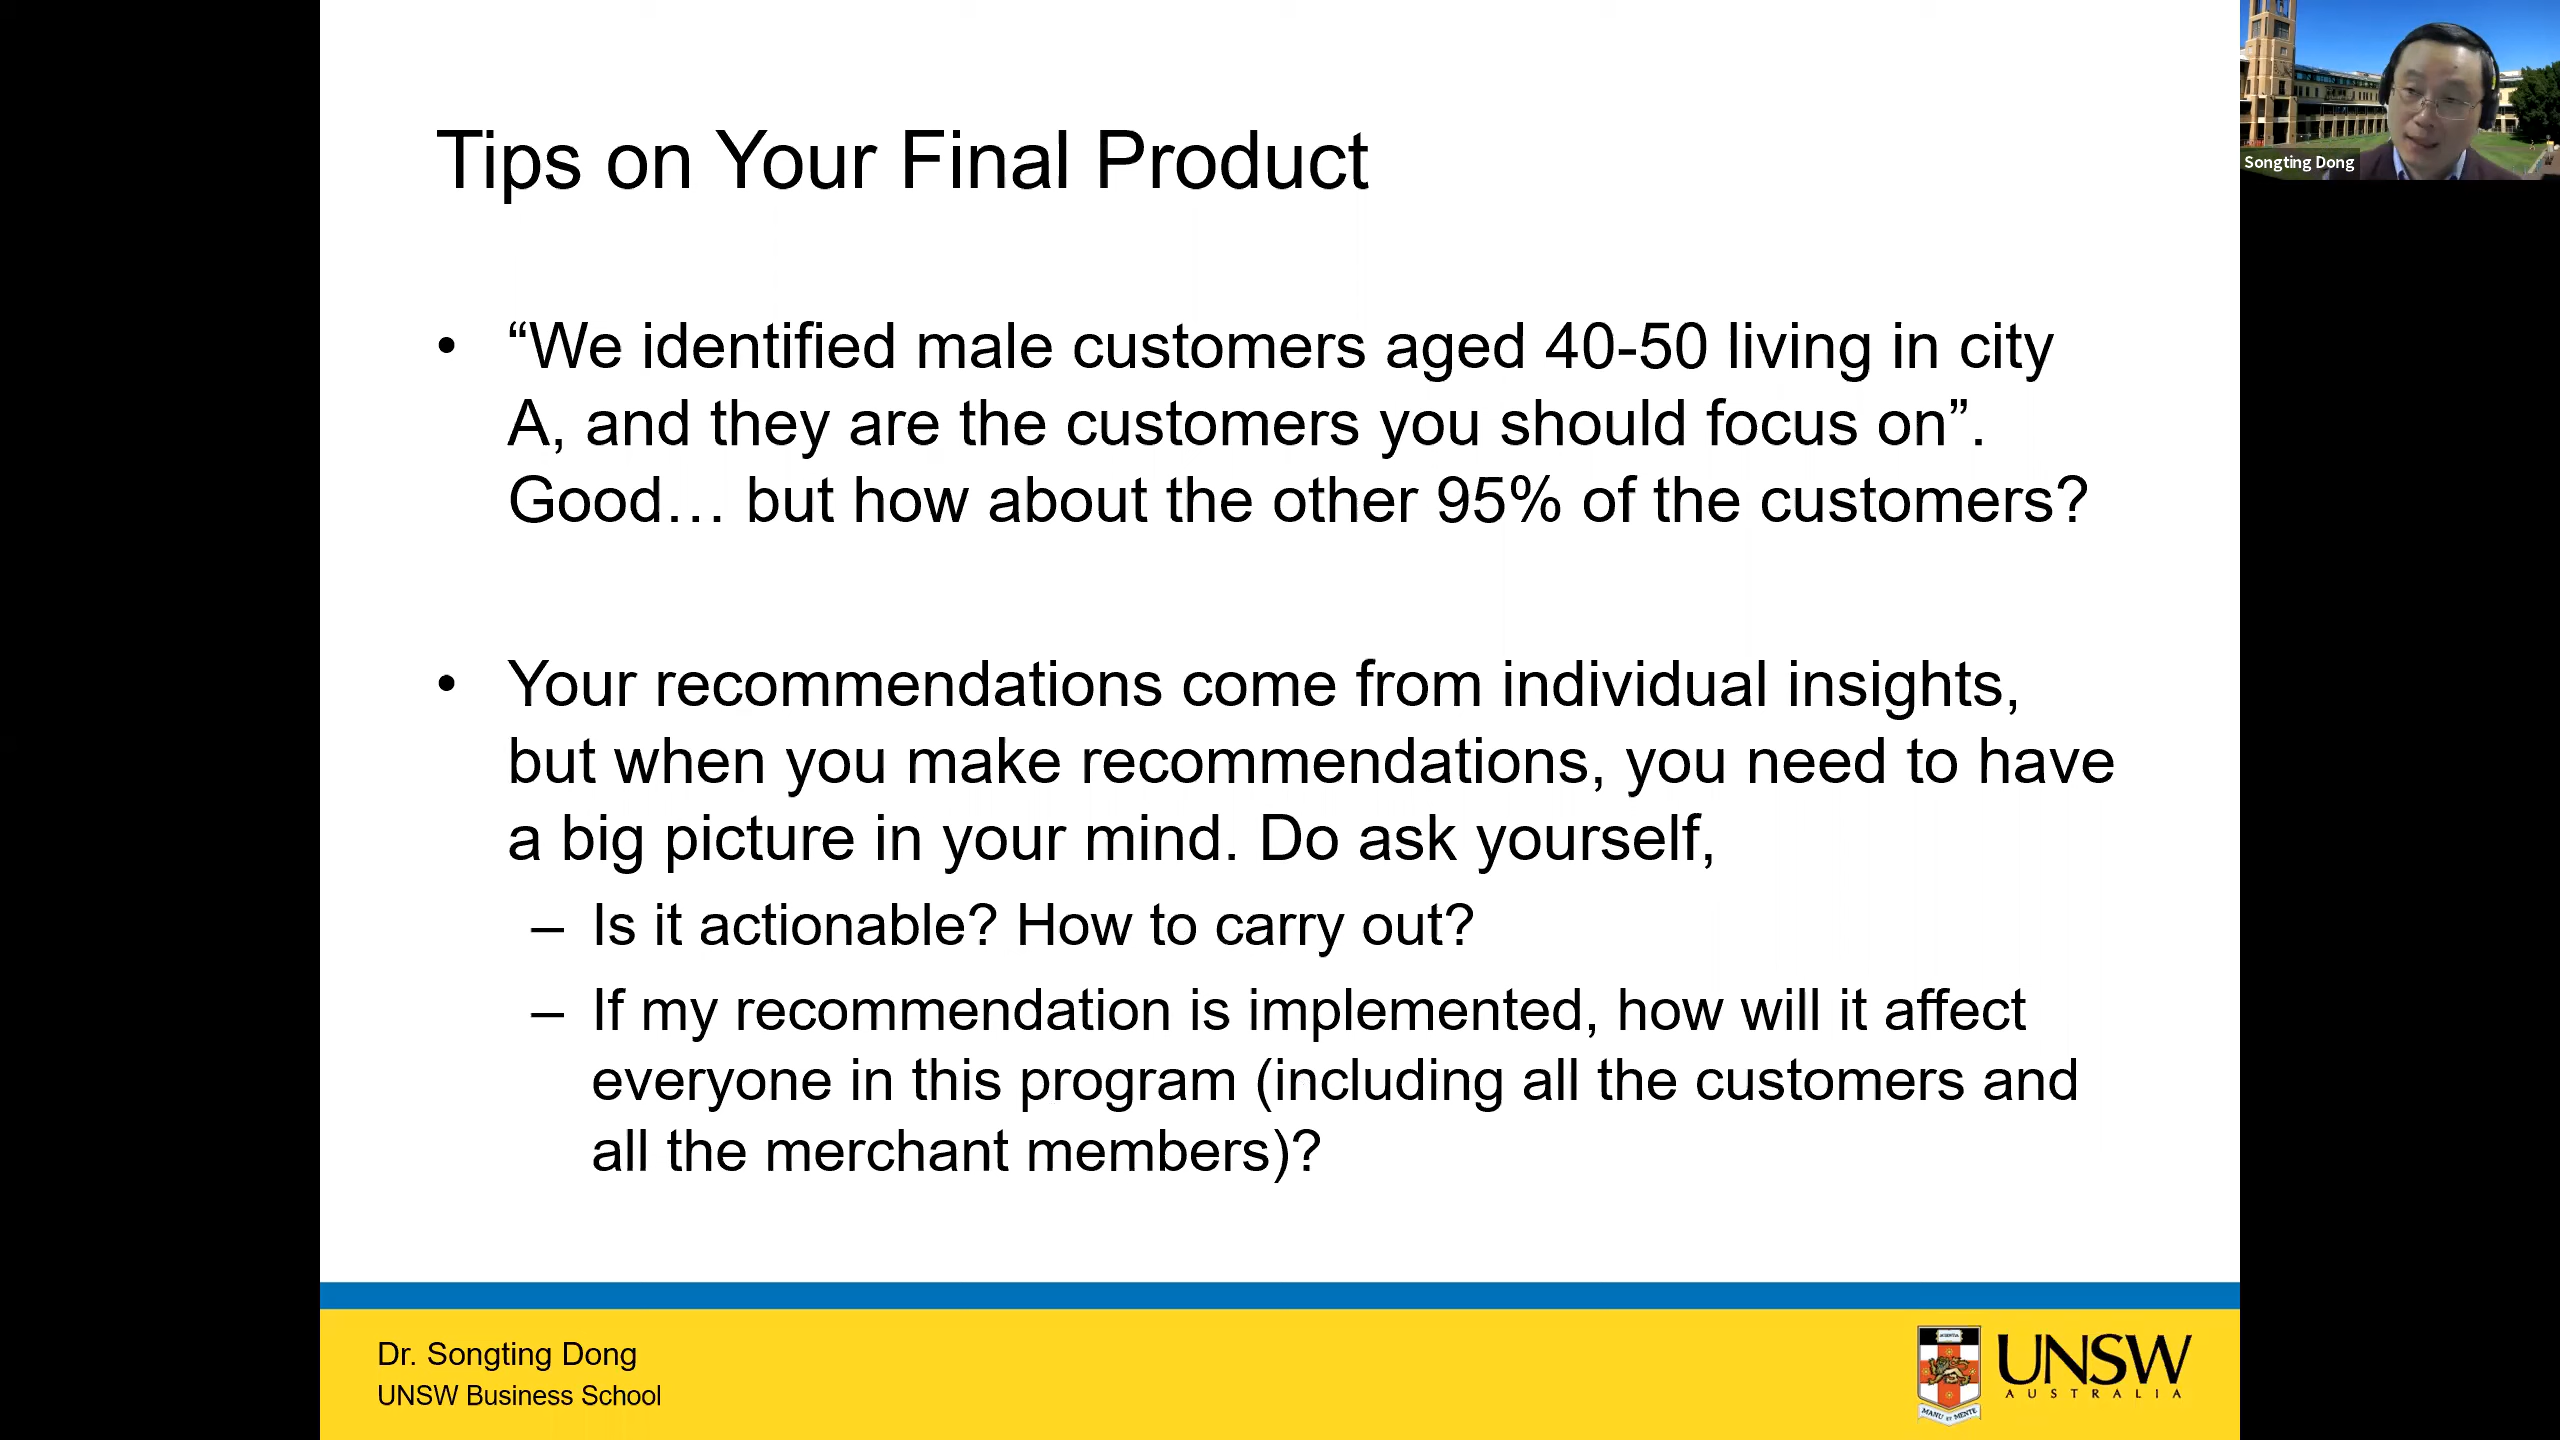 Tips on Your Final Product
Songting Dong
• “We identified male customers aged 40-50 living in city
A, and they are the customers you should focus on”.
Good… but how about the other 95% of the customers?
• Your recommendations come from individual insights,
but when you make recommendations, you need to have
a big picture in your mind. Do ask yourself,
– Is it actionable? How to carry out?
– If my recommendation is implemented, how will it affect
everyone in this program (including all the customers and
all the merchant members)?
Dr. Songting Dong
UNSW Business School
SCIENTIA
MANU ET MENTE
UNSW
AUSTRALIA